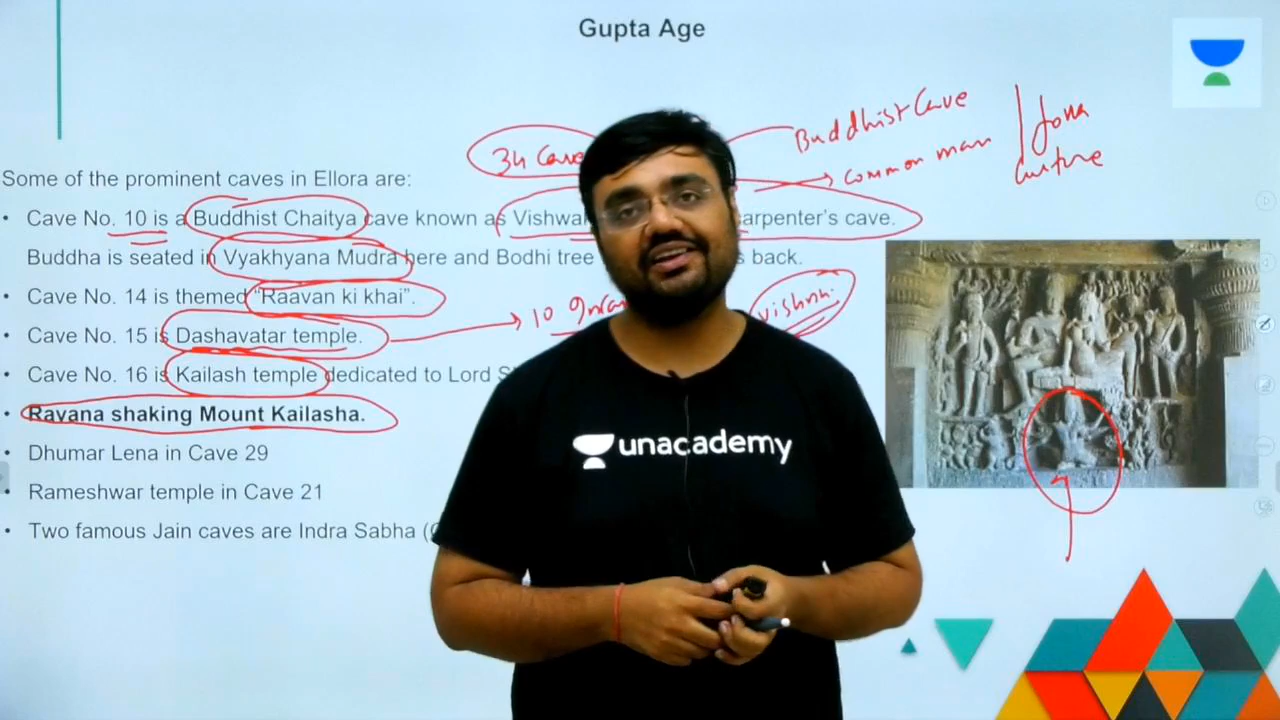 Gupta Age
Buddhist Cave
34 Cave
common man
Some of the prominent caves in Ellora are:
• Cave No. 10 is a Buddhist Chaitya cave known as arpenter's cave.
Buddha is seated in Vyakhyana Mudra here and Bodhi tree s back.
• Cave No. 14 is themed “Raavan ki khai”.
10
• Cave No. 15 is Dashavatar temple.
• Cave No. 16 is Kailash temple dedicated to Lord
• Ravana shaking Mount Kailasha.
unacademy
• Dhumar Lena in Cave 29
• Rameshwar temple in Cave 21
• Two famous Jain caves are Indra Sabha (